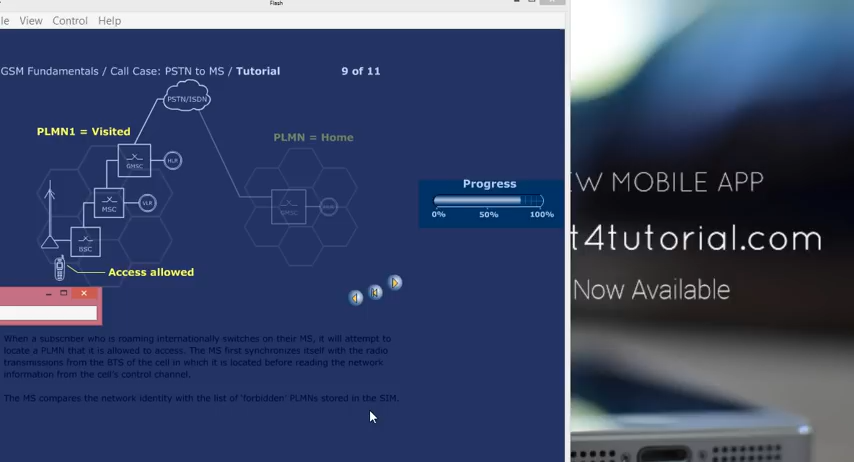 Flash
View Control Help
GSM Fundamentals / Call Case: PSTN to MS / Tutorial 9 of 11
PSTN/ISDN
PLMN1 = Visited
PLMN = Home
GMSC
HLR
MSC
VLR
GMSC
BSC
Access allowed
Progress
0% 50% 100%
When a subscriber who is roaming internationally switches on their MS, it will attempt to
locate a PLMN that it is allowed to access. The MS first synchronizes itself with the radio
transmissions from the BTS of the cell in which it is located before reading the network
information from the cell's control channel.
The MS compares the network identity with the list of 'forbidden' PLMNs stored in the SIM.
MOBILE APP
t4tutorial.com
Now Available